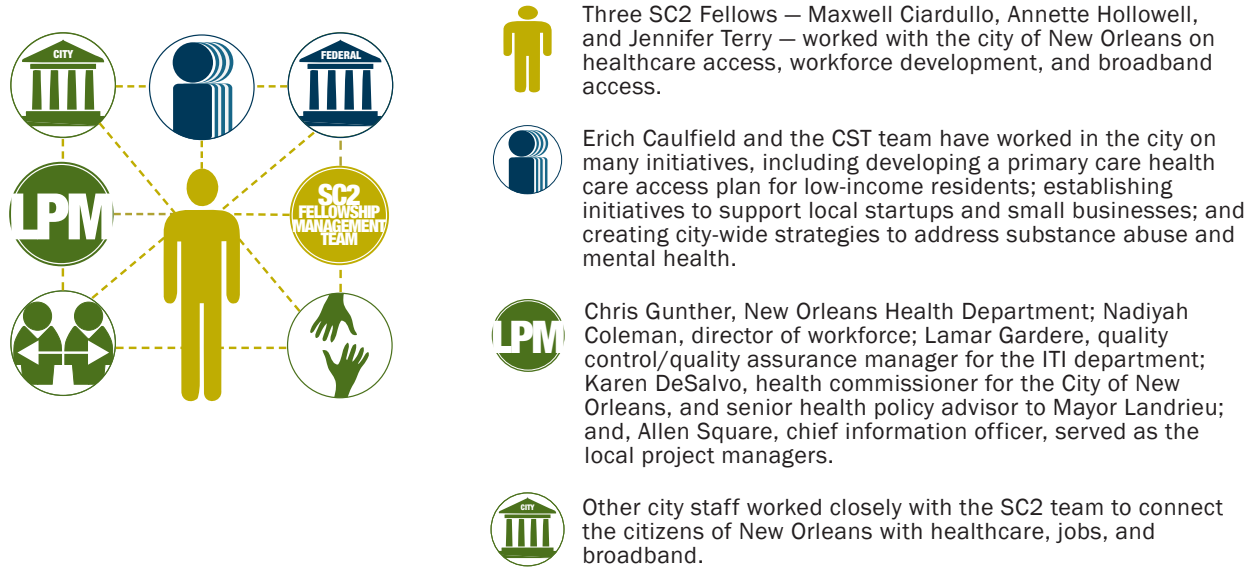 CITY
FEDERAL
LPM
SC2
FELLOWSHIP
MANAGEMENT
TEAM
Three SC2 Fellows — Maxwell Ciardullo, Annette Hollowell,
and Jennifer Terry — worked with the city of New Orleans on
healthcare access, workforce development, and broadband
access.
Erich Caulfield and the CST team have worked in the city on
many initiatives, including developing a primary care health
care access plan for low-income residents; establishing
initiatives to support local startups and small businesses; and
creating city-wide strategies to address substance abuse and
mental health.
LPM
Chris Gunther, New Orleans Health Department; Nadiyah
Coleman, director of workforce; Lamar Gardere, quality
control/quality assurance manager for the ITI department;
Karen DeSalvo, health commissioner for the City of New
Orleans, and senior health policy advisor to Mayor Landrieu;
and, Allen Square, chief information officer, served as the
local project managers.
CITY
Other city staff worked closely with the SC2 team to connect
the citizens of New Orleans with healthcare, jobs, and
broadband.